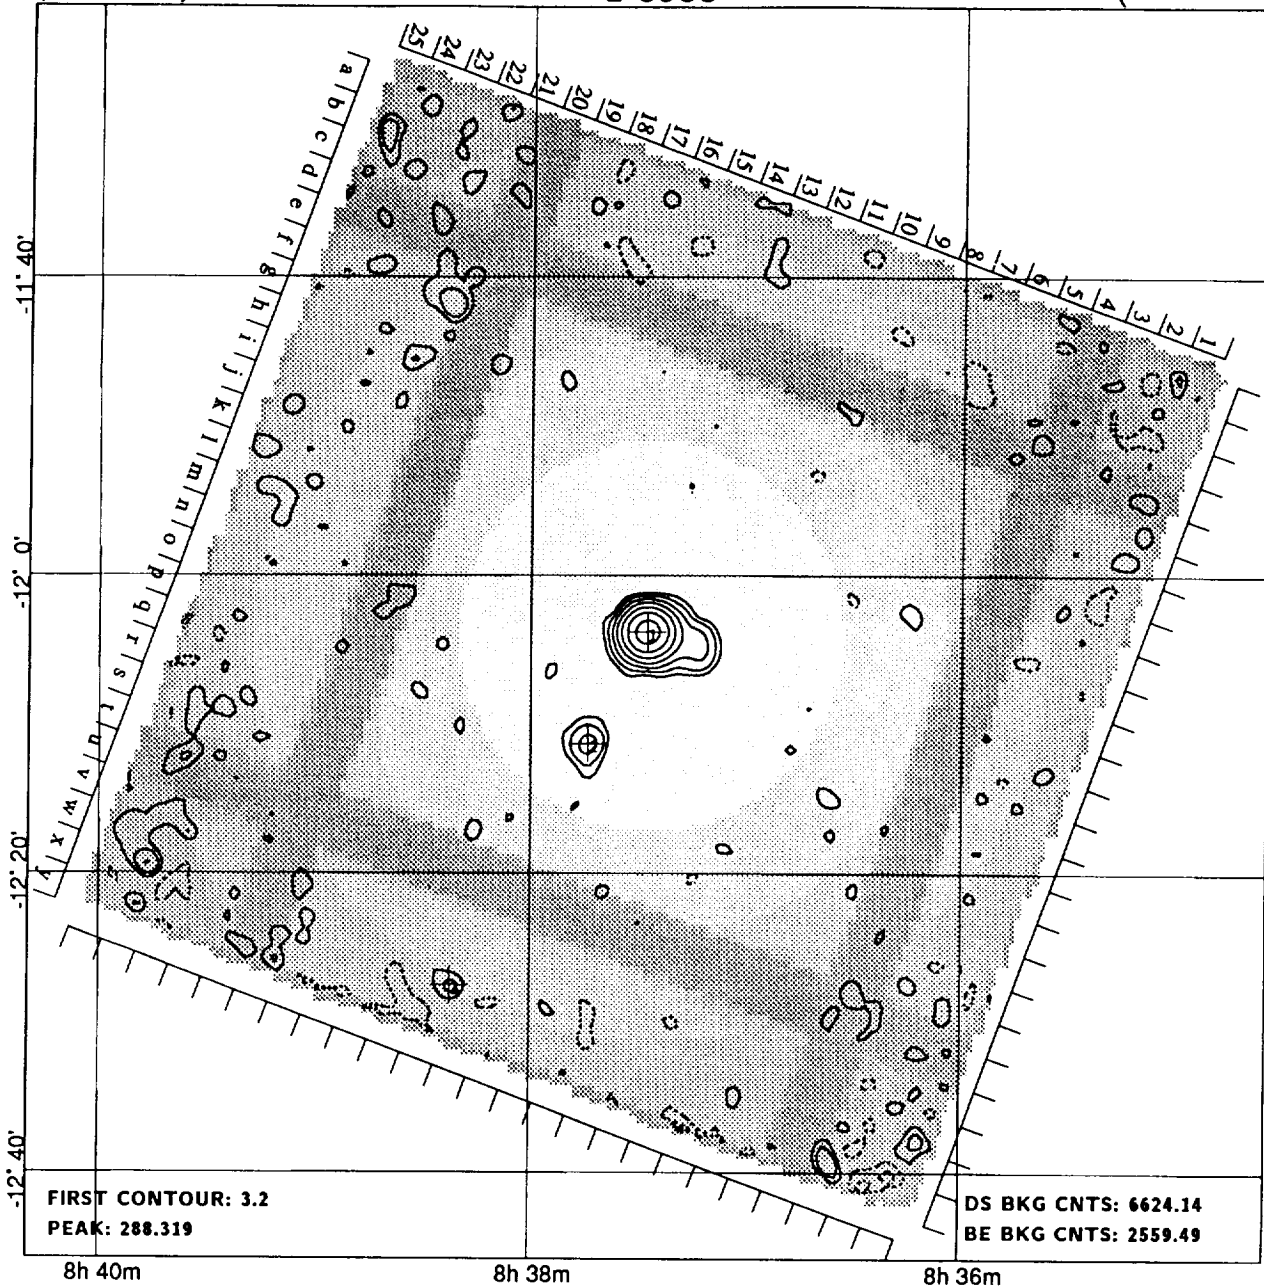 25 24 23 22 21 20 19 18 17 16 15 14 13 12 11 10 9 8 7 6 5 4 3 2 1
a b c d e f g h i j k l m n o p q r s t u v w x y
-11° 40'
-12° 0'
-12° 20'
-12° 40'
FIRST CONTOUR: 3.2
PEAK: 288.319
DS BKG CNTS: 6624.14
BE BKG CNTS: 2559.49
8h 40m
8h 38m
8h 36m